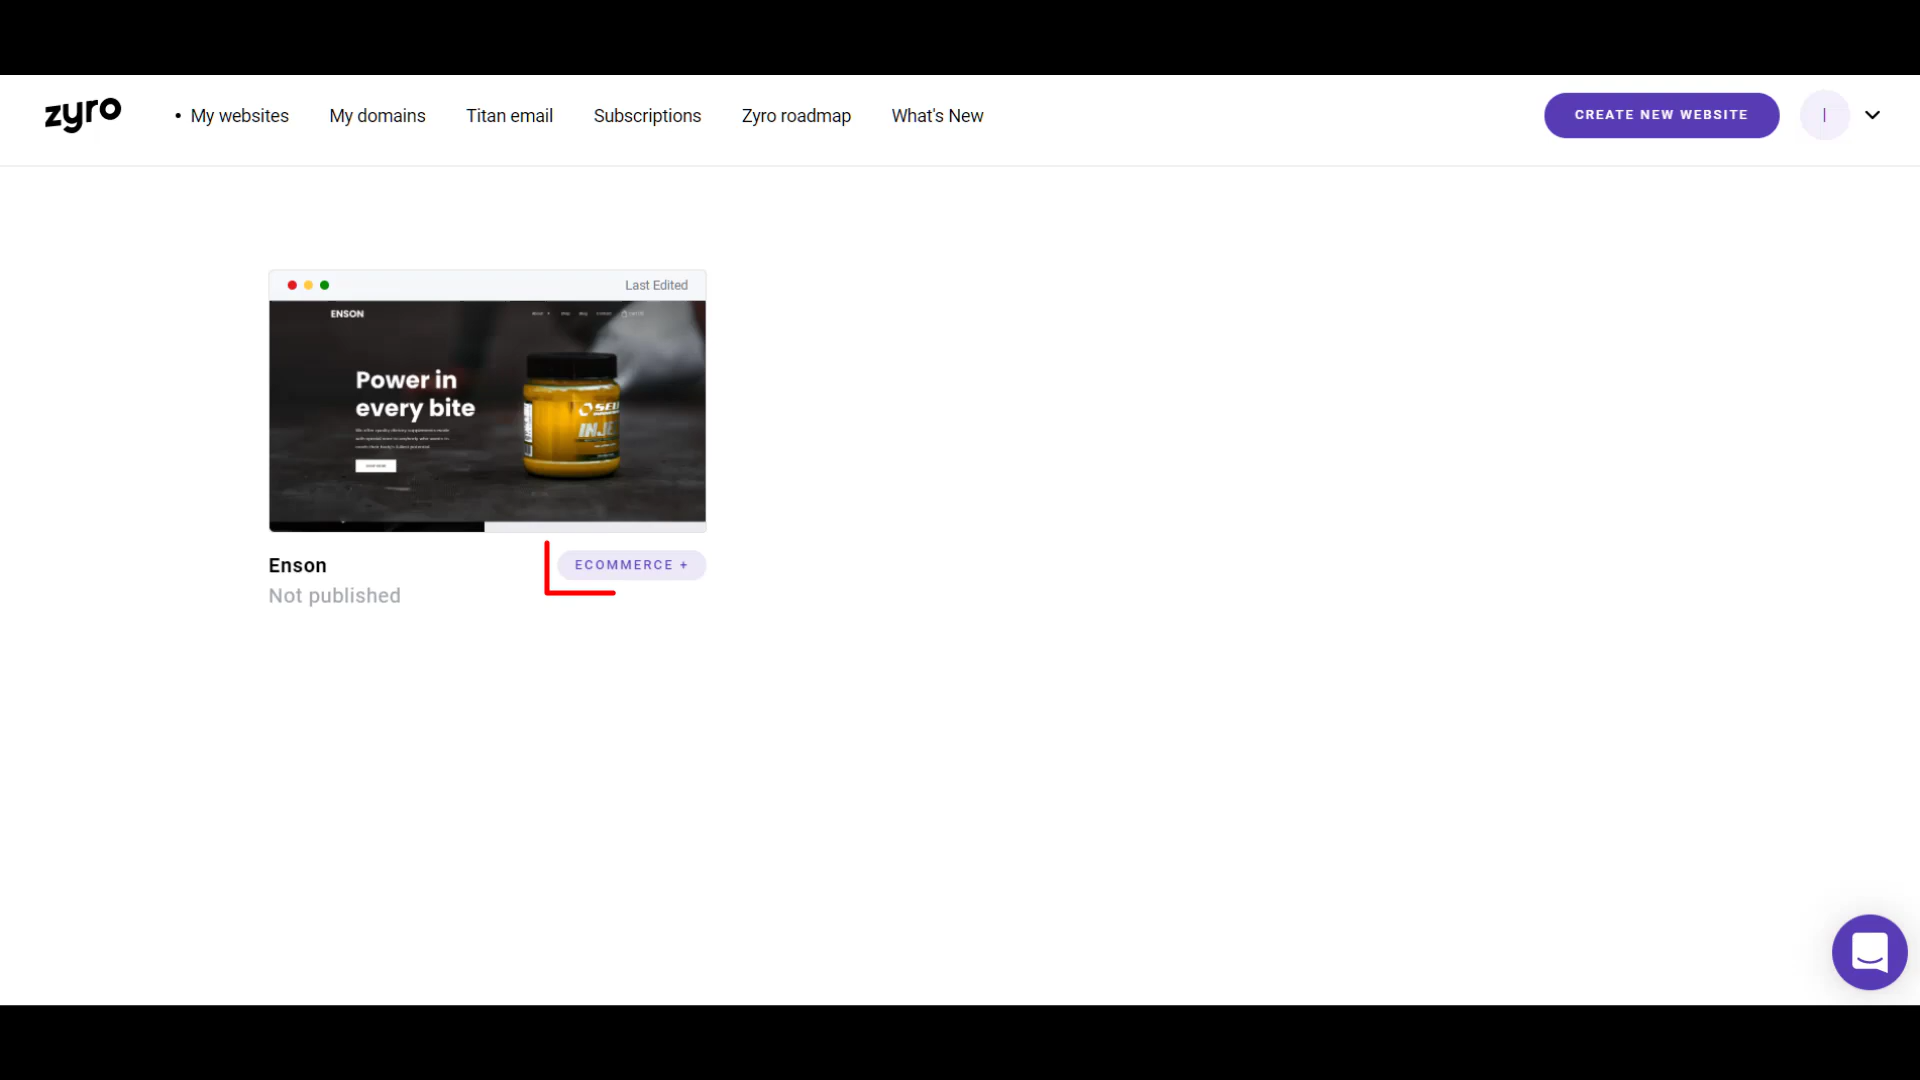 zyro
• My websites
My domains
Titan email
Subscriptions
Zyro roadmap
What's New
CREATE NEW WEBSITE
Last Edited
ENSON
Power in
every bite
Enson
ECOMMERCE +
Not published